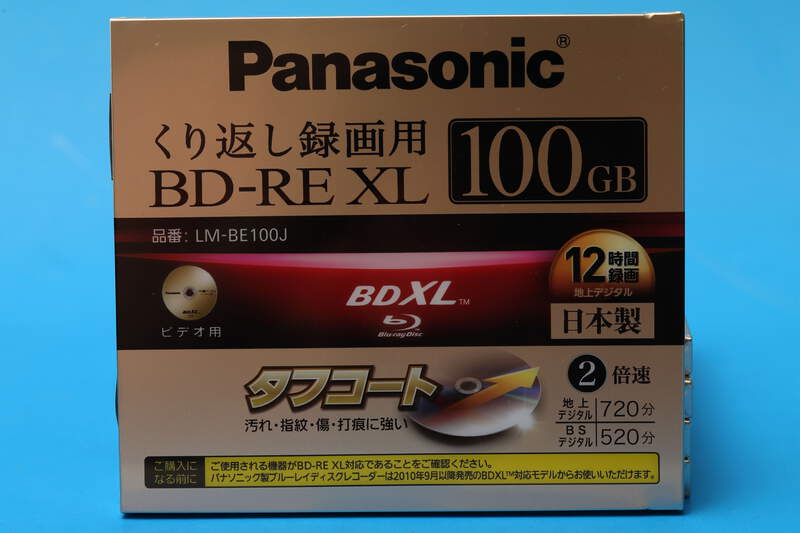 Panasonic®
くり返し録画用
BD-RE XL
100GB
品番: LM-BE100J
Panasonic
ビデオ用
BDXL™
Blu-ray Disc
12時間録画
地上デジタル
日本製
タフコート
汚れ・指紋・傷・打痕に強い
2倍速
地上デジタル 720分
BSデジタル 520分
ご購入になる前に
ご使用される機器がBD-RE XL対応であることをご確認ください。
パナソニック製ブルーレイディスクレコーダーは2010年9月以降発売のBDXL™対応モデルからお使いいただけます。